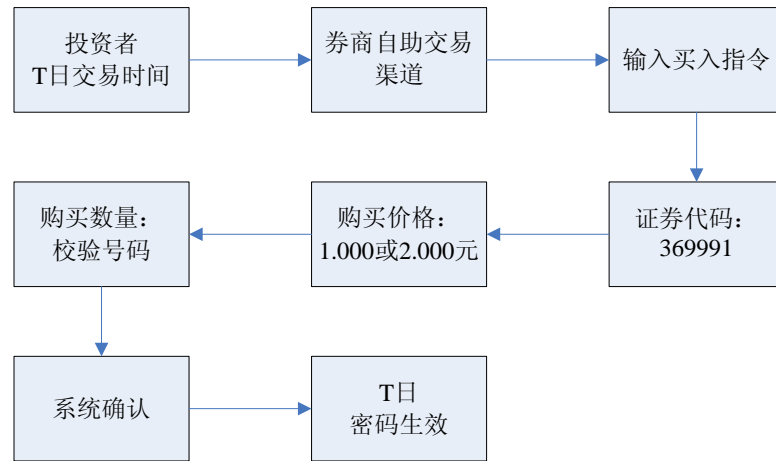 投资者
T日交易时间
券商自助交易
渠道
输入买入指令
证券代码：
369991
购买价格：
1.000或2.000元
购买数量：
校验号码
系统确认
T日
密码生效